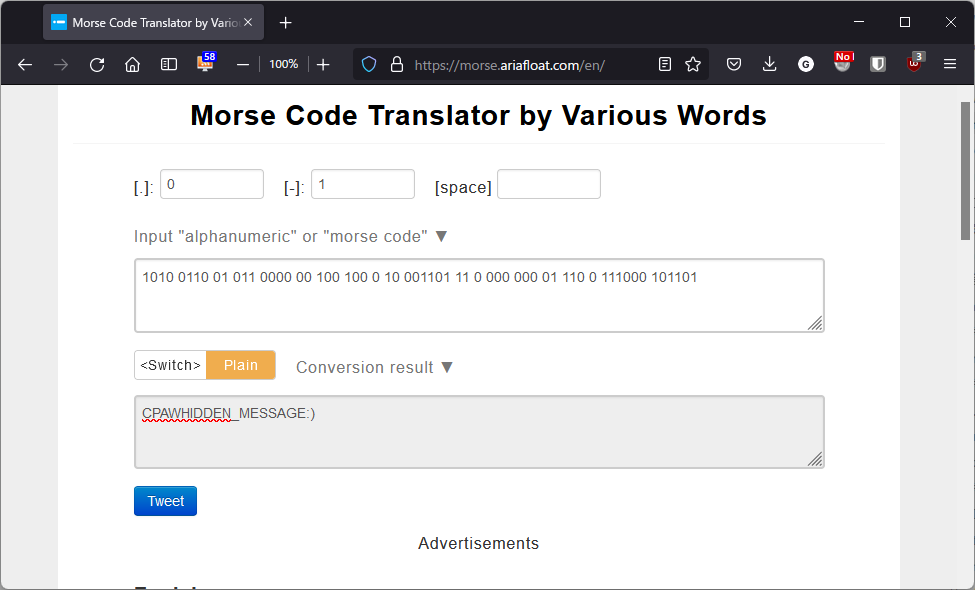 Morse Code Translator by Vario
58
100%
https://morse.ariafloat.com/en/
G
No!
3
Morse Code Translator by Various Words
[.]: 0 [-]: 1 [space]
Input "alphanumeric" or "morse code" ▼
1010 0110 01 011 0000 00 100 100 0 10 001101 11 0 000 000 01 110 0 111000 101101
<Switch> Plain Conversion result ▼
CPAWHIDDEN_MESSAGE:)
Tweet
Advertisements